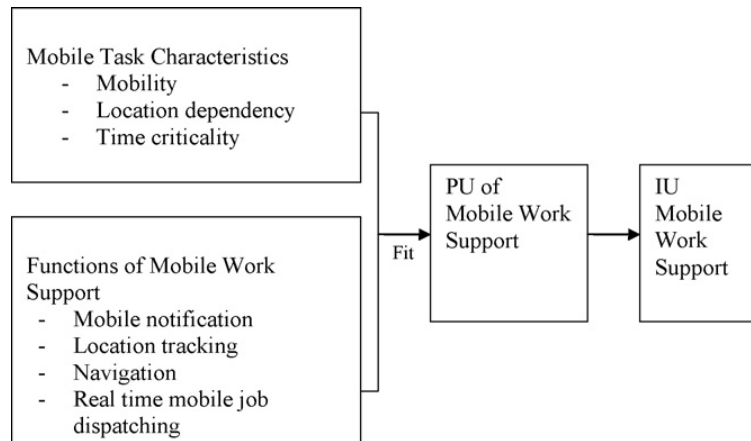 Mobile Task Characteristics
- Mobility
- Location dependency
- Time criticality
Functions of Mobile Work
Support
- Mobile notification
- Location tracking
- Navigation
- Real time mobile job
dispatching
Fit
PU of
Mobile Work
Support
IU
Mobile
Work
Support